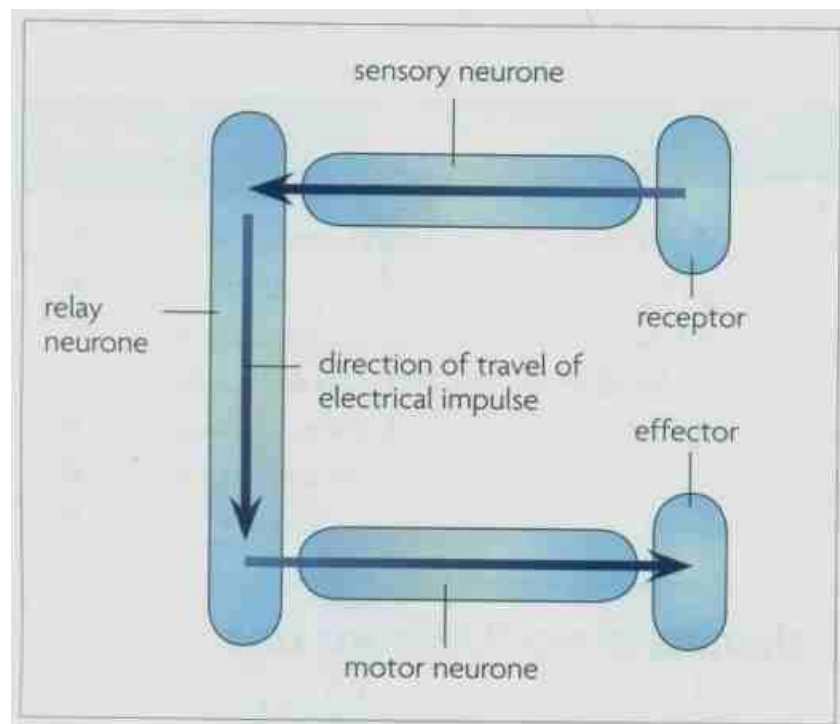 sensory neurone
relay
neurone
receptor
direction of travel of
electrical impulse
effector
motor neurone